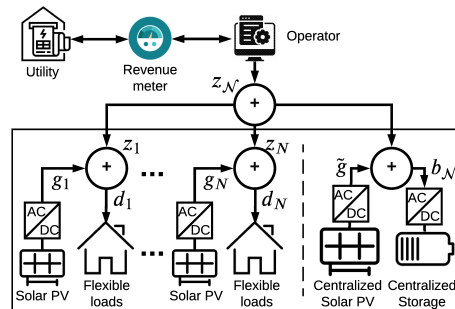 Utility
Revenue
meter
Operator
z_𝒩
+
z_1
z_N
+
+
+
g_1
g_N
g̃
b_𝒩
...
d_1
d_N
AC
DC
AC
DC
AC
DC
AC
DC
...
Solar PV
Flexible
loads
Solar PV
Flexible
loads
Centralized
Solar PV
Centralized
Storage